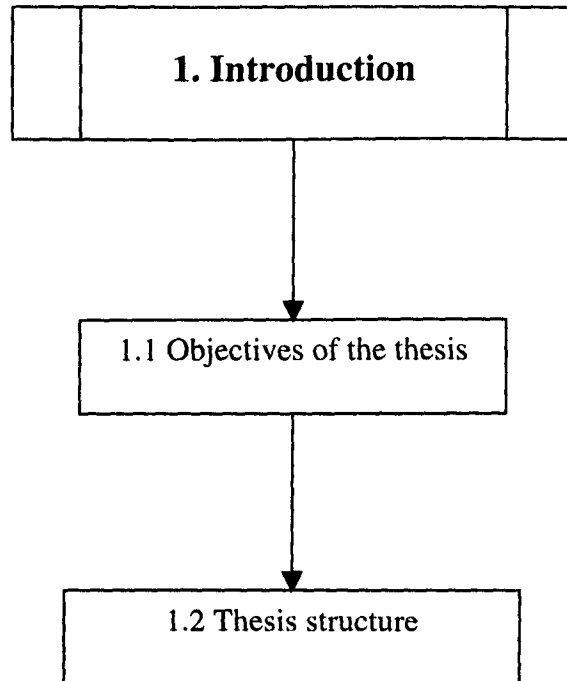 1. Introduction
1.1 Objectives of the thesis
1.2 Thesis structure